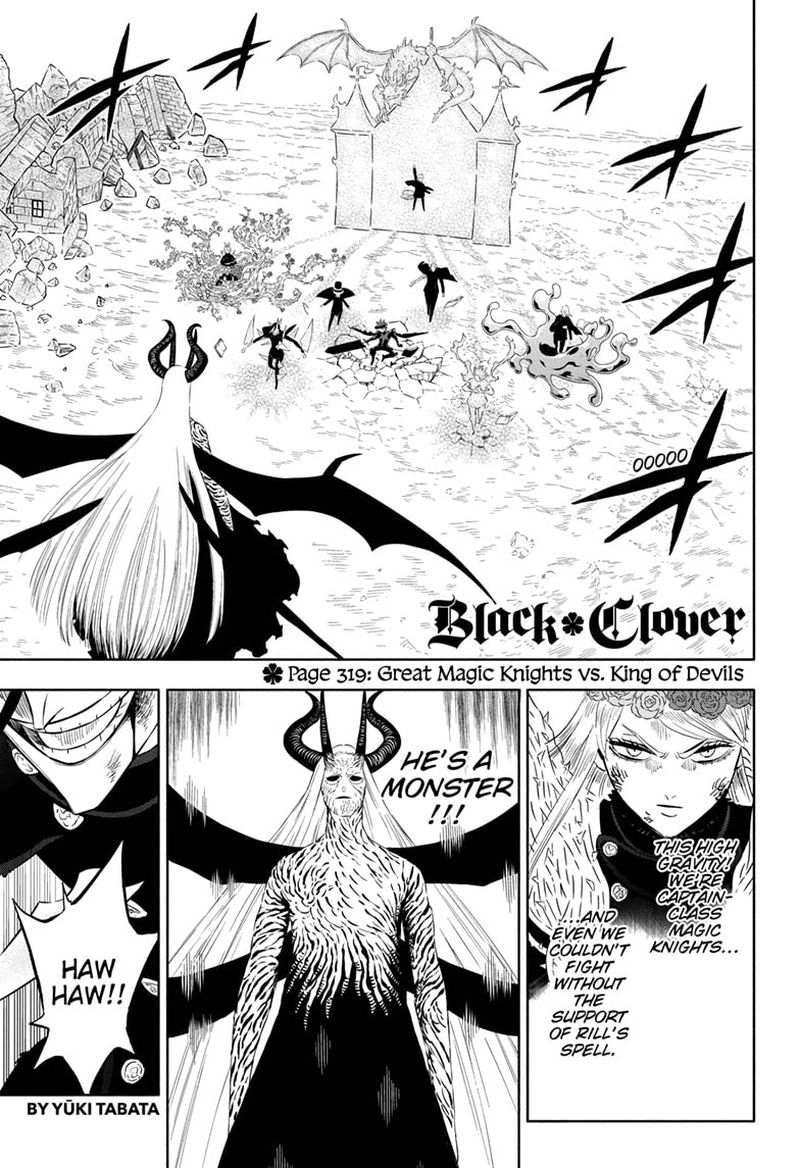 OOOOO
Black Clover
Page 319: Great Magic Knights vs. King of Devils
THIS HIGH
GRAVITY!
WE'RE
CAPTAIN-
CLASS
MAGIC
KNIGHTS...
...AND
EVEN WE
COULDN'T
FIGHT
WITHOUT
THE
SUPPORT
OF RILL'S
SPELL.
HE'S A
MONSTER
!!!
HAW
HAW!!
BY YŪKI TABATA